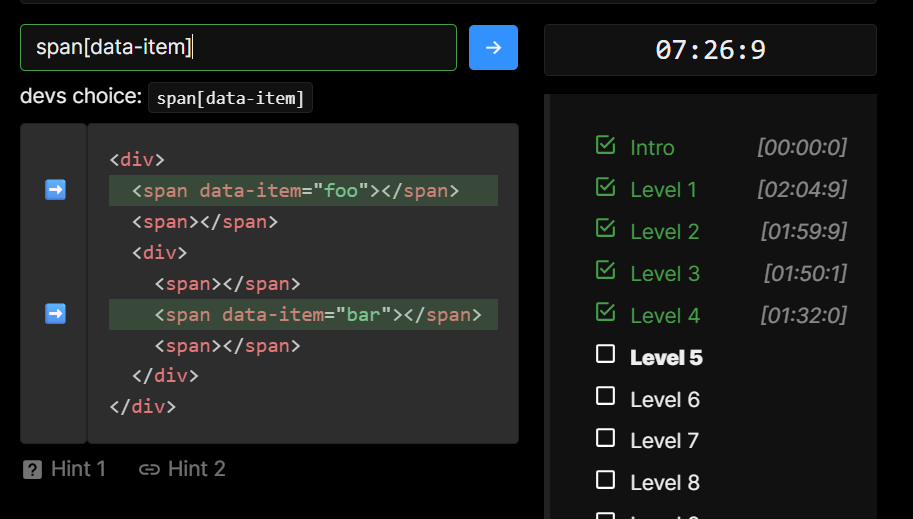 span[data-item]
07:26:9
devs choice: span[data-item]
<div>
<span data-item="foo"></span>
<span></span>
<div>
<span></span>
<span data-item="bar"></span>
<span></span>
</div>
</div>
Hint 1 Hint 2
Intro [00:00:0]
Level 1 [02:04:9]
Level 2 [01:59:9]
Level 3 [01:50:1]
Level 4 [01:32:0]
Level 5
Level 6
Level 7
Level 8